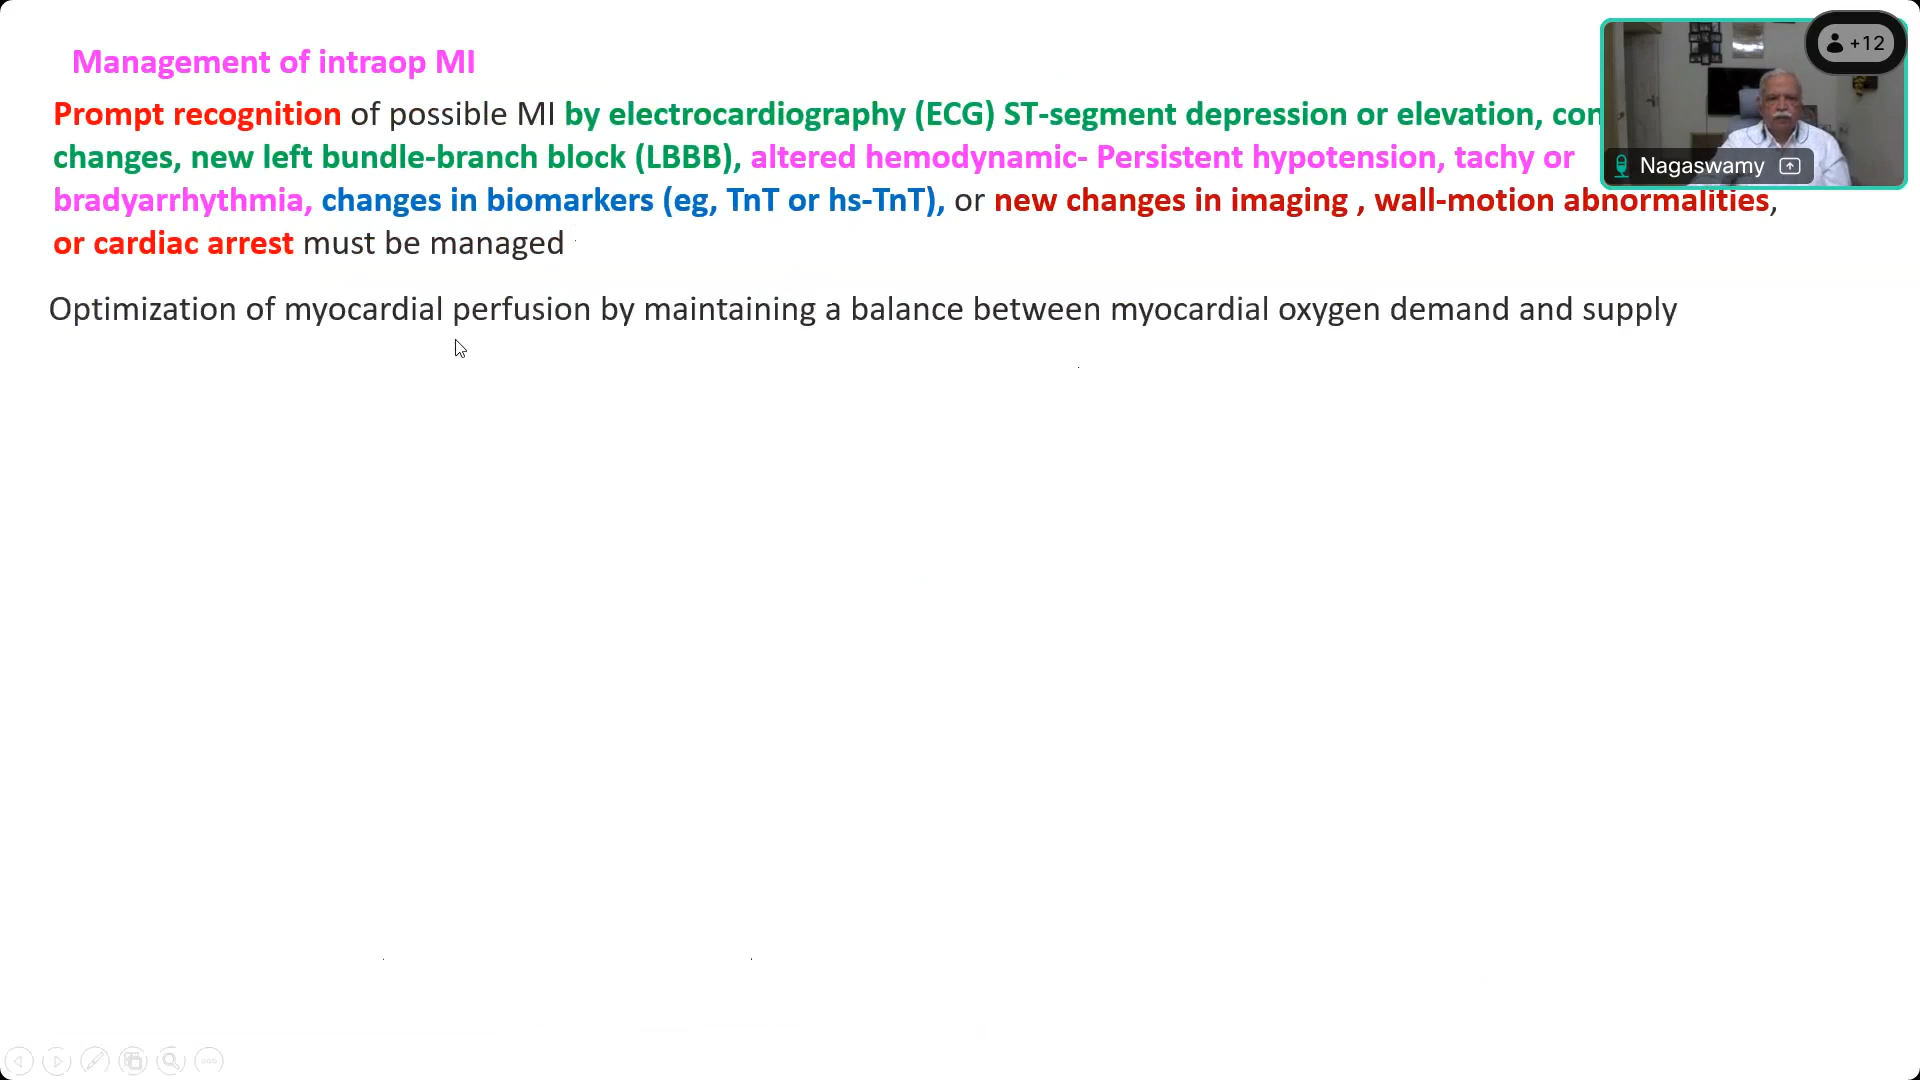 Management of intraop MI
Prompt recognition of possible MI by electrocardiography (ECG) ST-segment depression or elevation,
changes, new left bundle-branch block (LBBB), altered hemodynamic- Persistent hypotension, tachy or
bradyarrhythmia, changes in biomarkers (eg, TnT or hs-TnT), or new changes in imaging , wall-motion abnormalities,
or cardiac arrest must be managed
Optimization of myocardial perfusion by maintaining a balance between myocardial oxygen demand and supply
+12
Nagaswamy